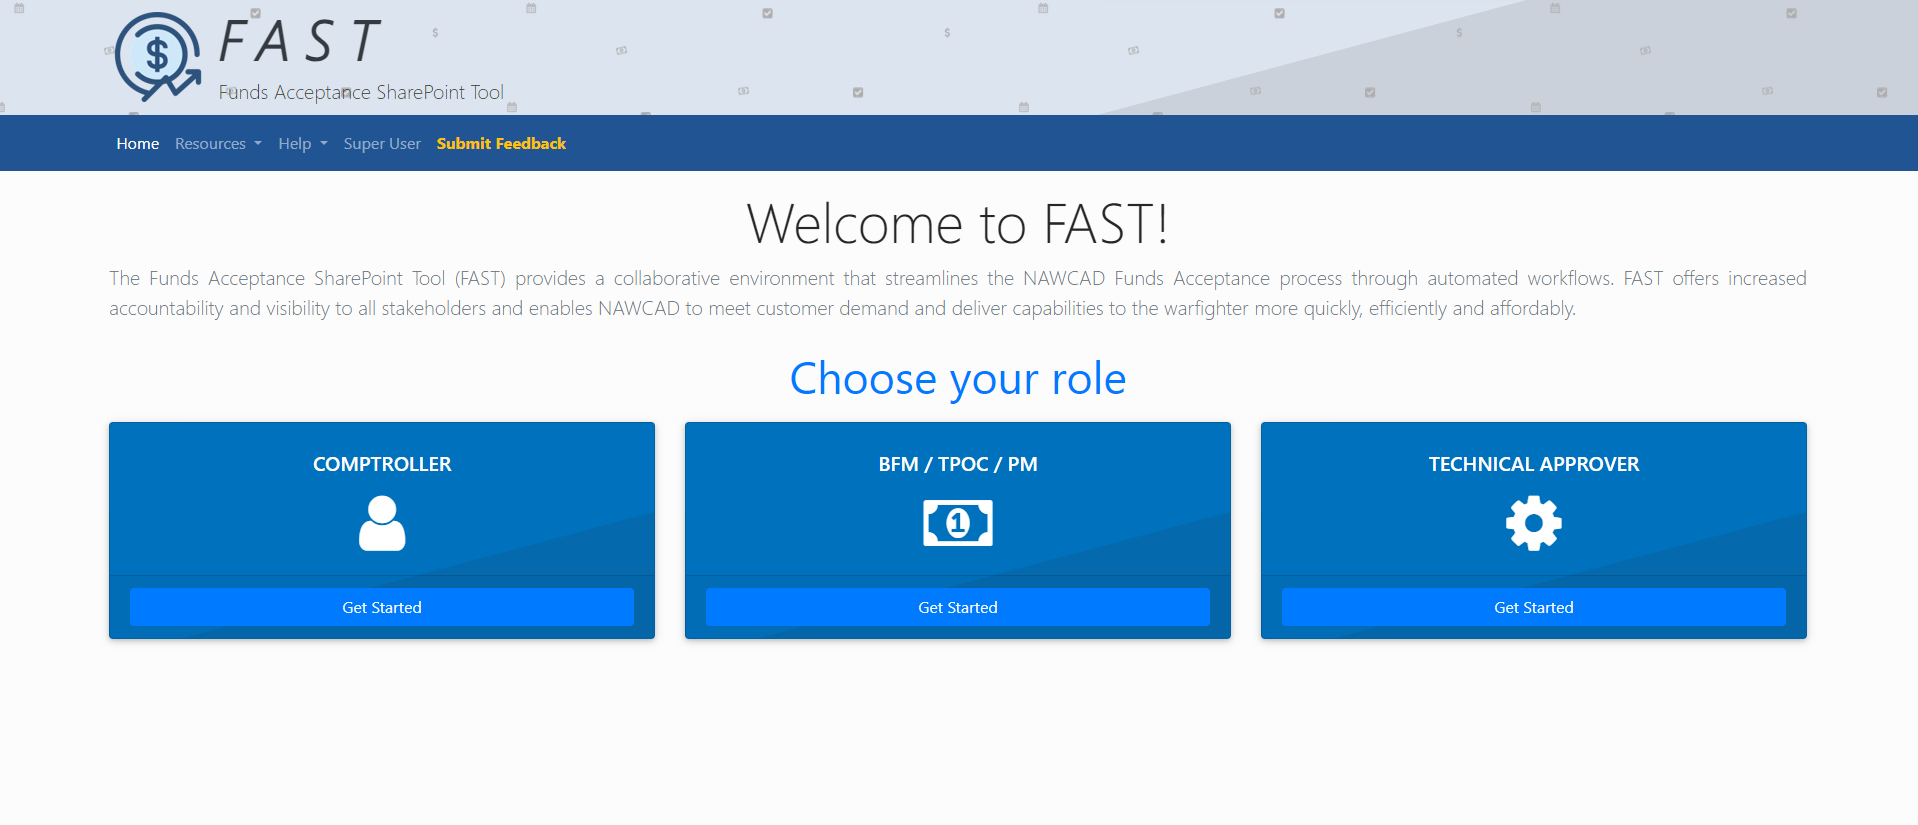 FAST
Funds Acceptance SharePoint Tool
Home Resources Help Super User Submit Feedback
Welcome to FAST!
The Funds Acceptance SharePoint Tool (FAST) provides a collaborative environment that streamlines the NAWCAD Funds Acceptance process through automated workflows. FAST offers increased
accountability and visibility to all stakeholders and enables NAWCAD to meet customer demand and deliver capabilities to the warfighter more quickly, efficiently and affordably.
Choose your role
COMPTROLLER
Get Started
BFM / TPOC / PM
1
Get Started
TECHNICAL APPROVER
Get Started